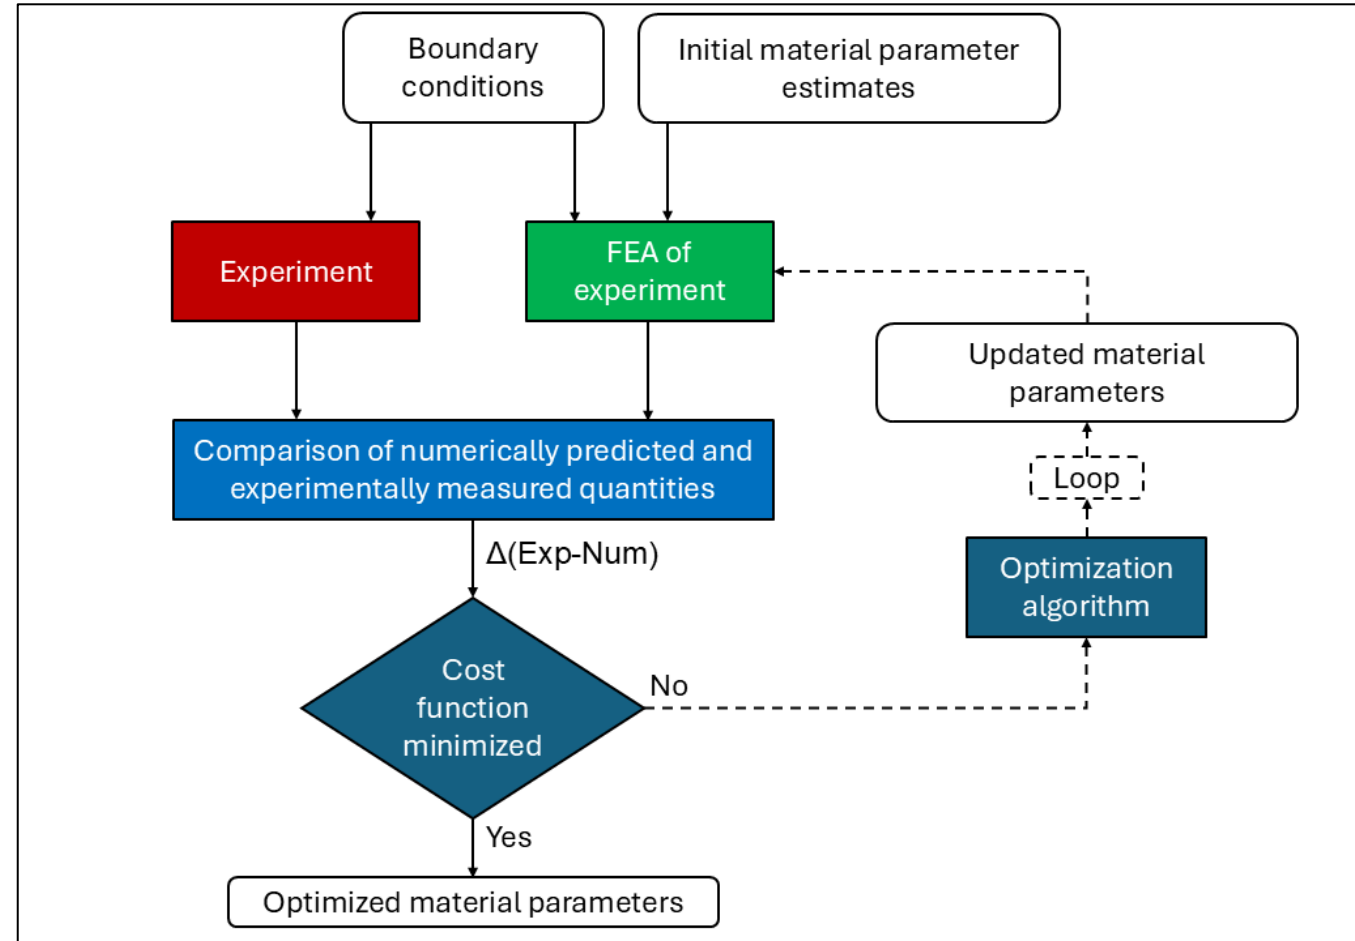 Boundary
conditions
Initial material parameter
estimates
Experiment
FEA of
experiment
Updated material
parameters
Comparison of numerically predicted and
experimentally measured quantities
Loop
Δ(Exp-Num)
Optimization
algorithm
Cost
function
minimized
No
Yes
Optimized material parameters